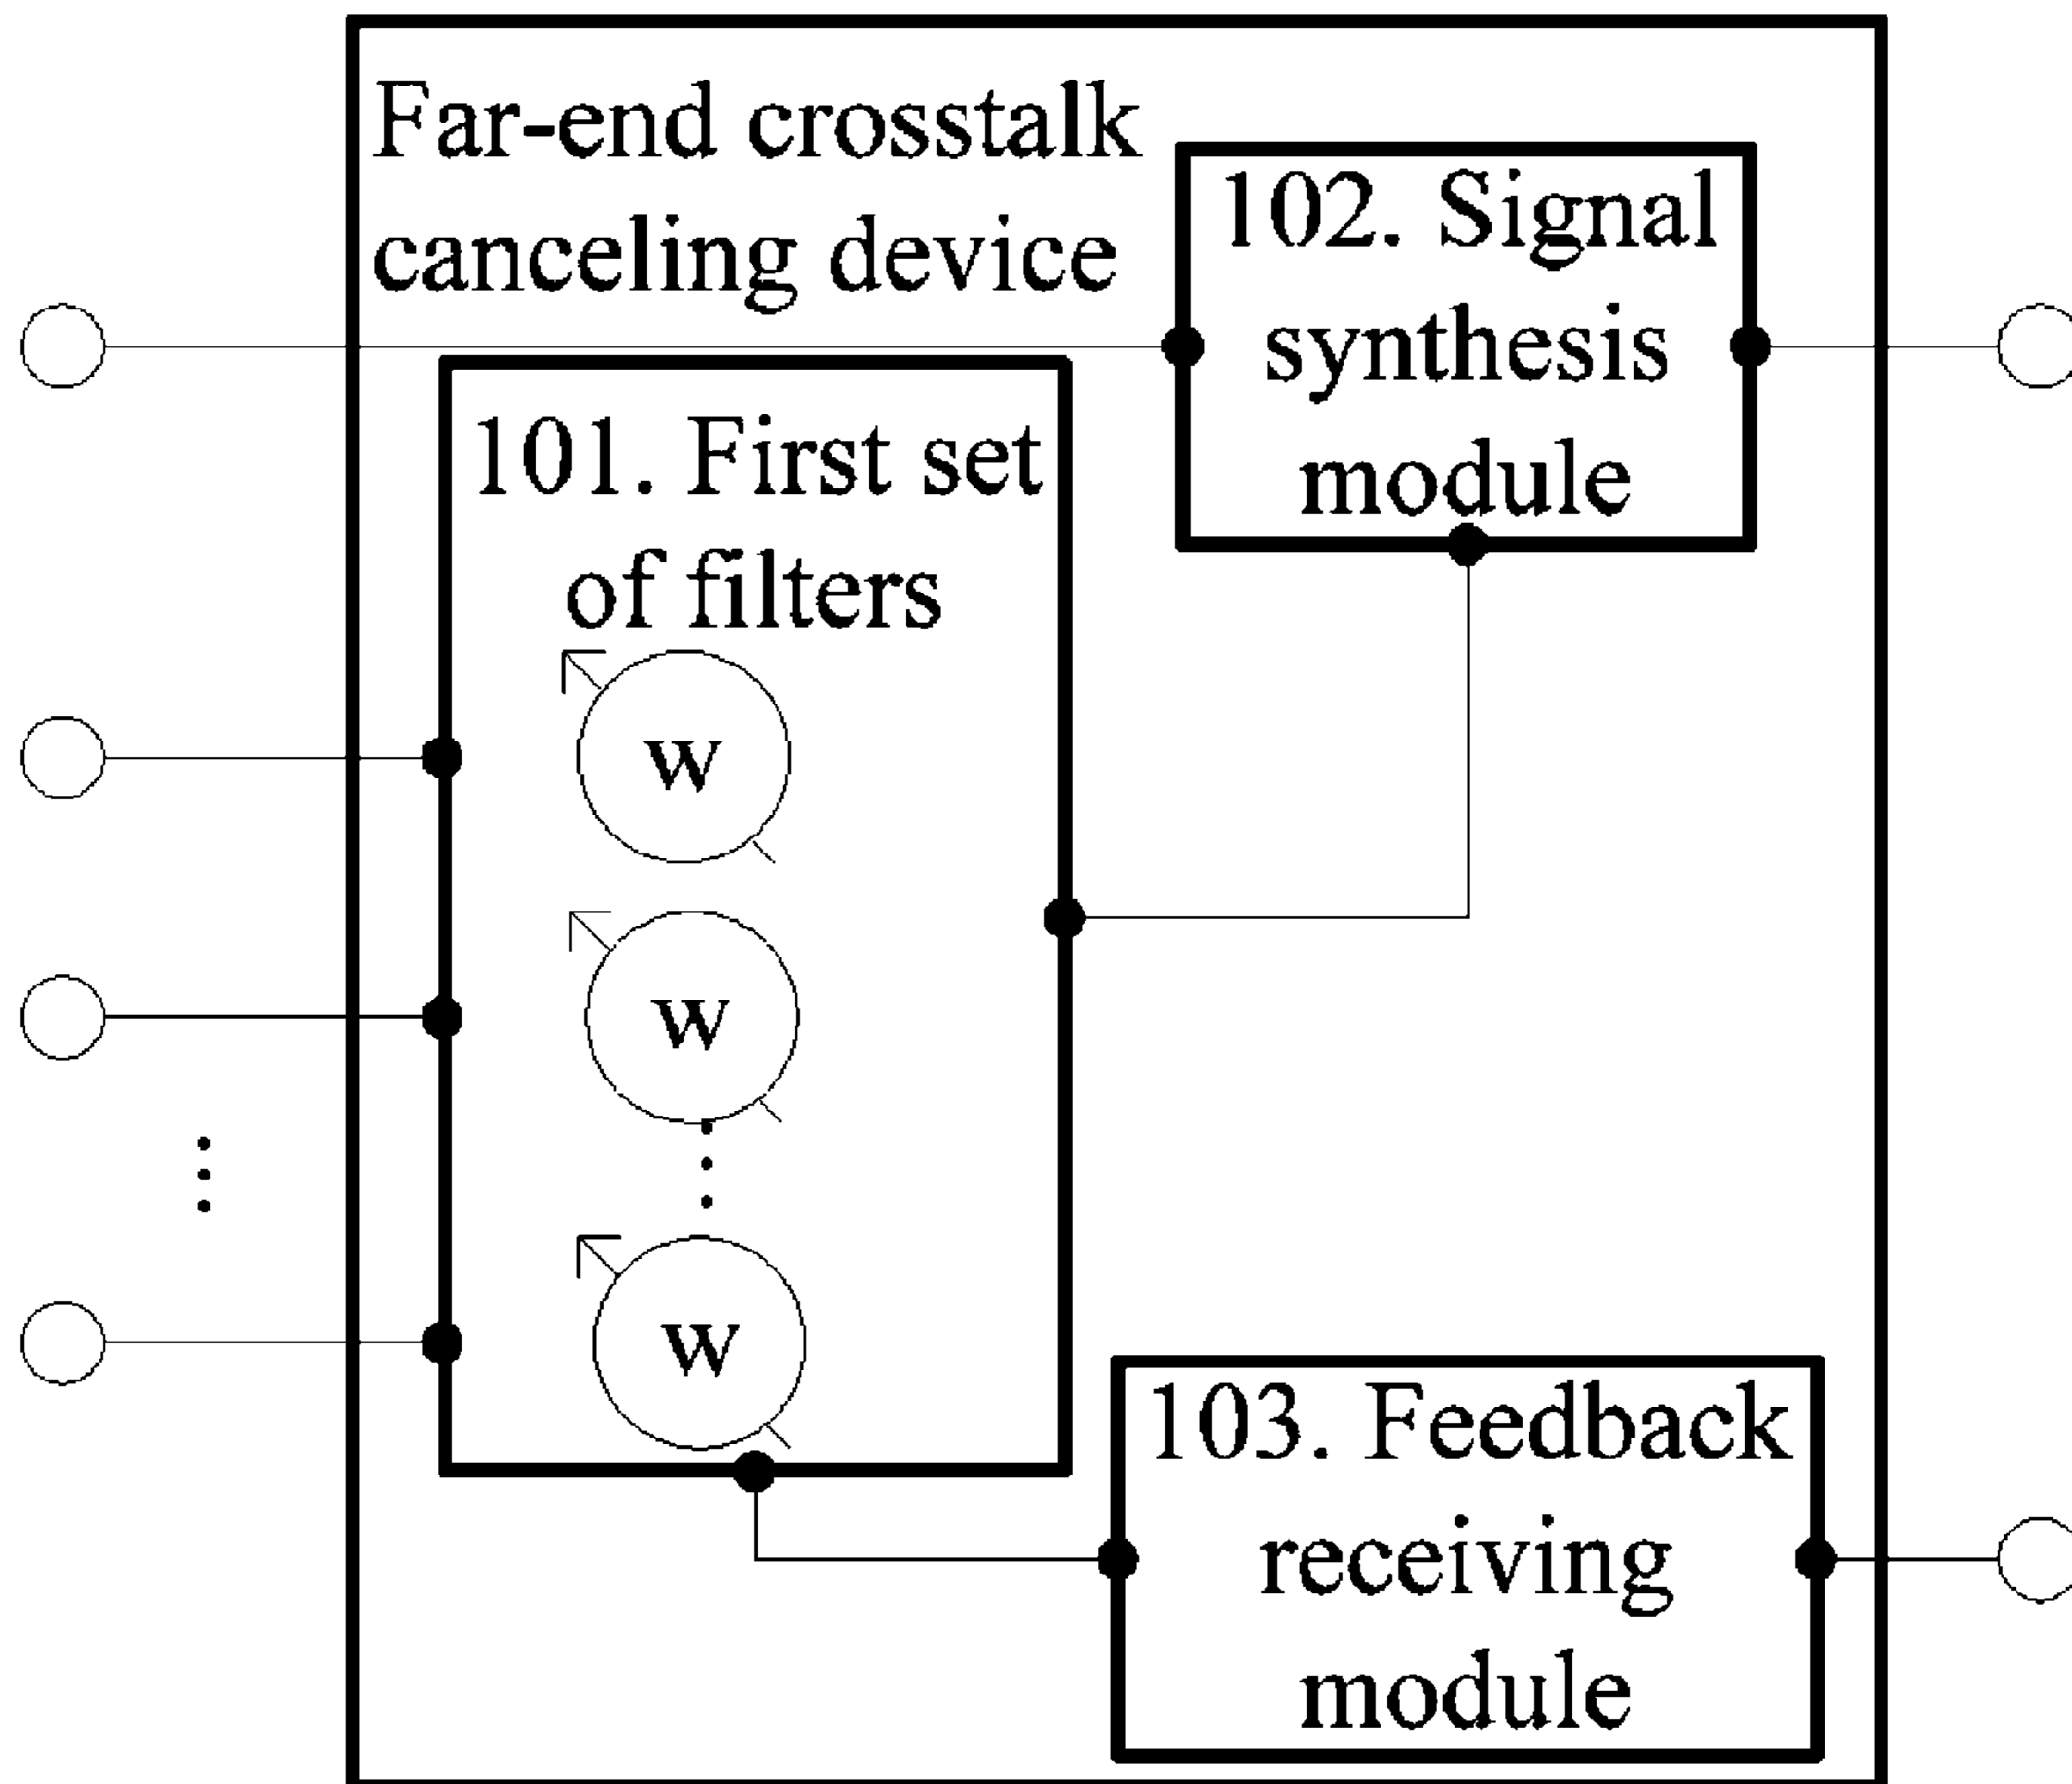 Far-end crosstalk
canceling device
102. Signal
synthesis
module
101. First set
of filters
w
w
w
103. Feedback
receiving
module